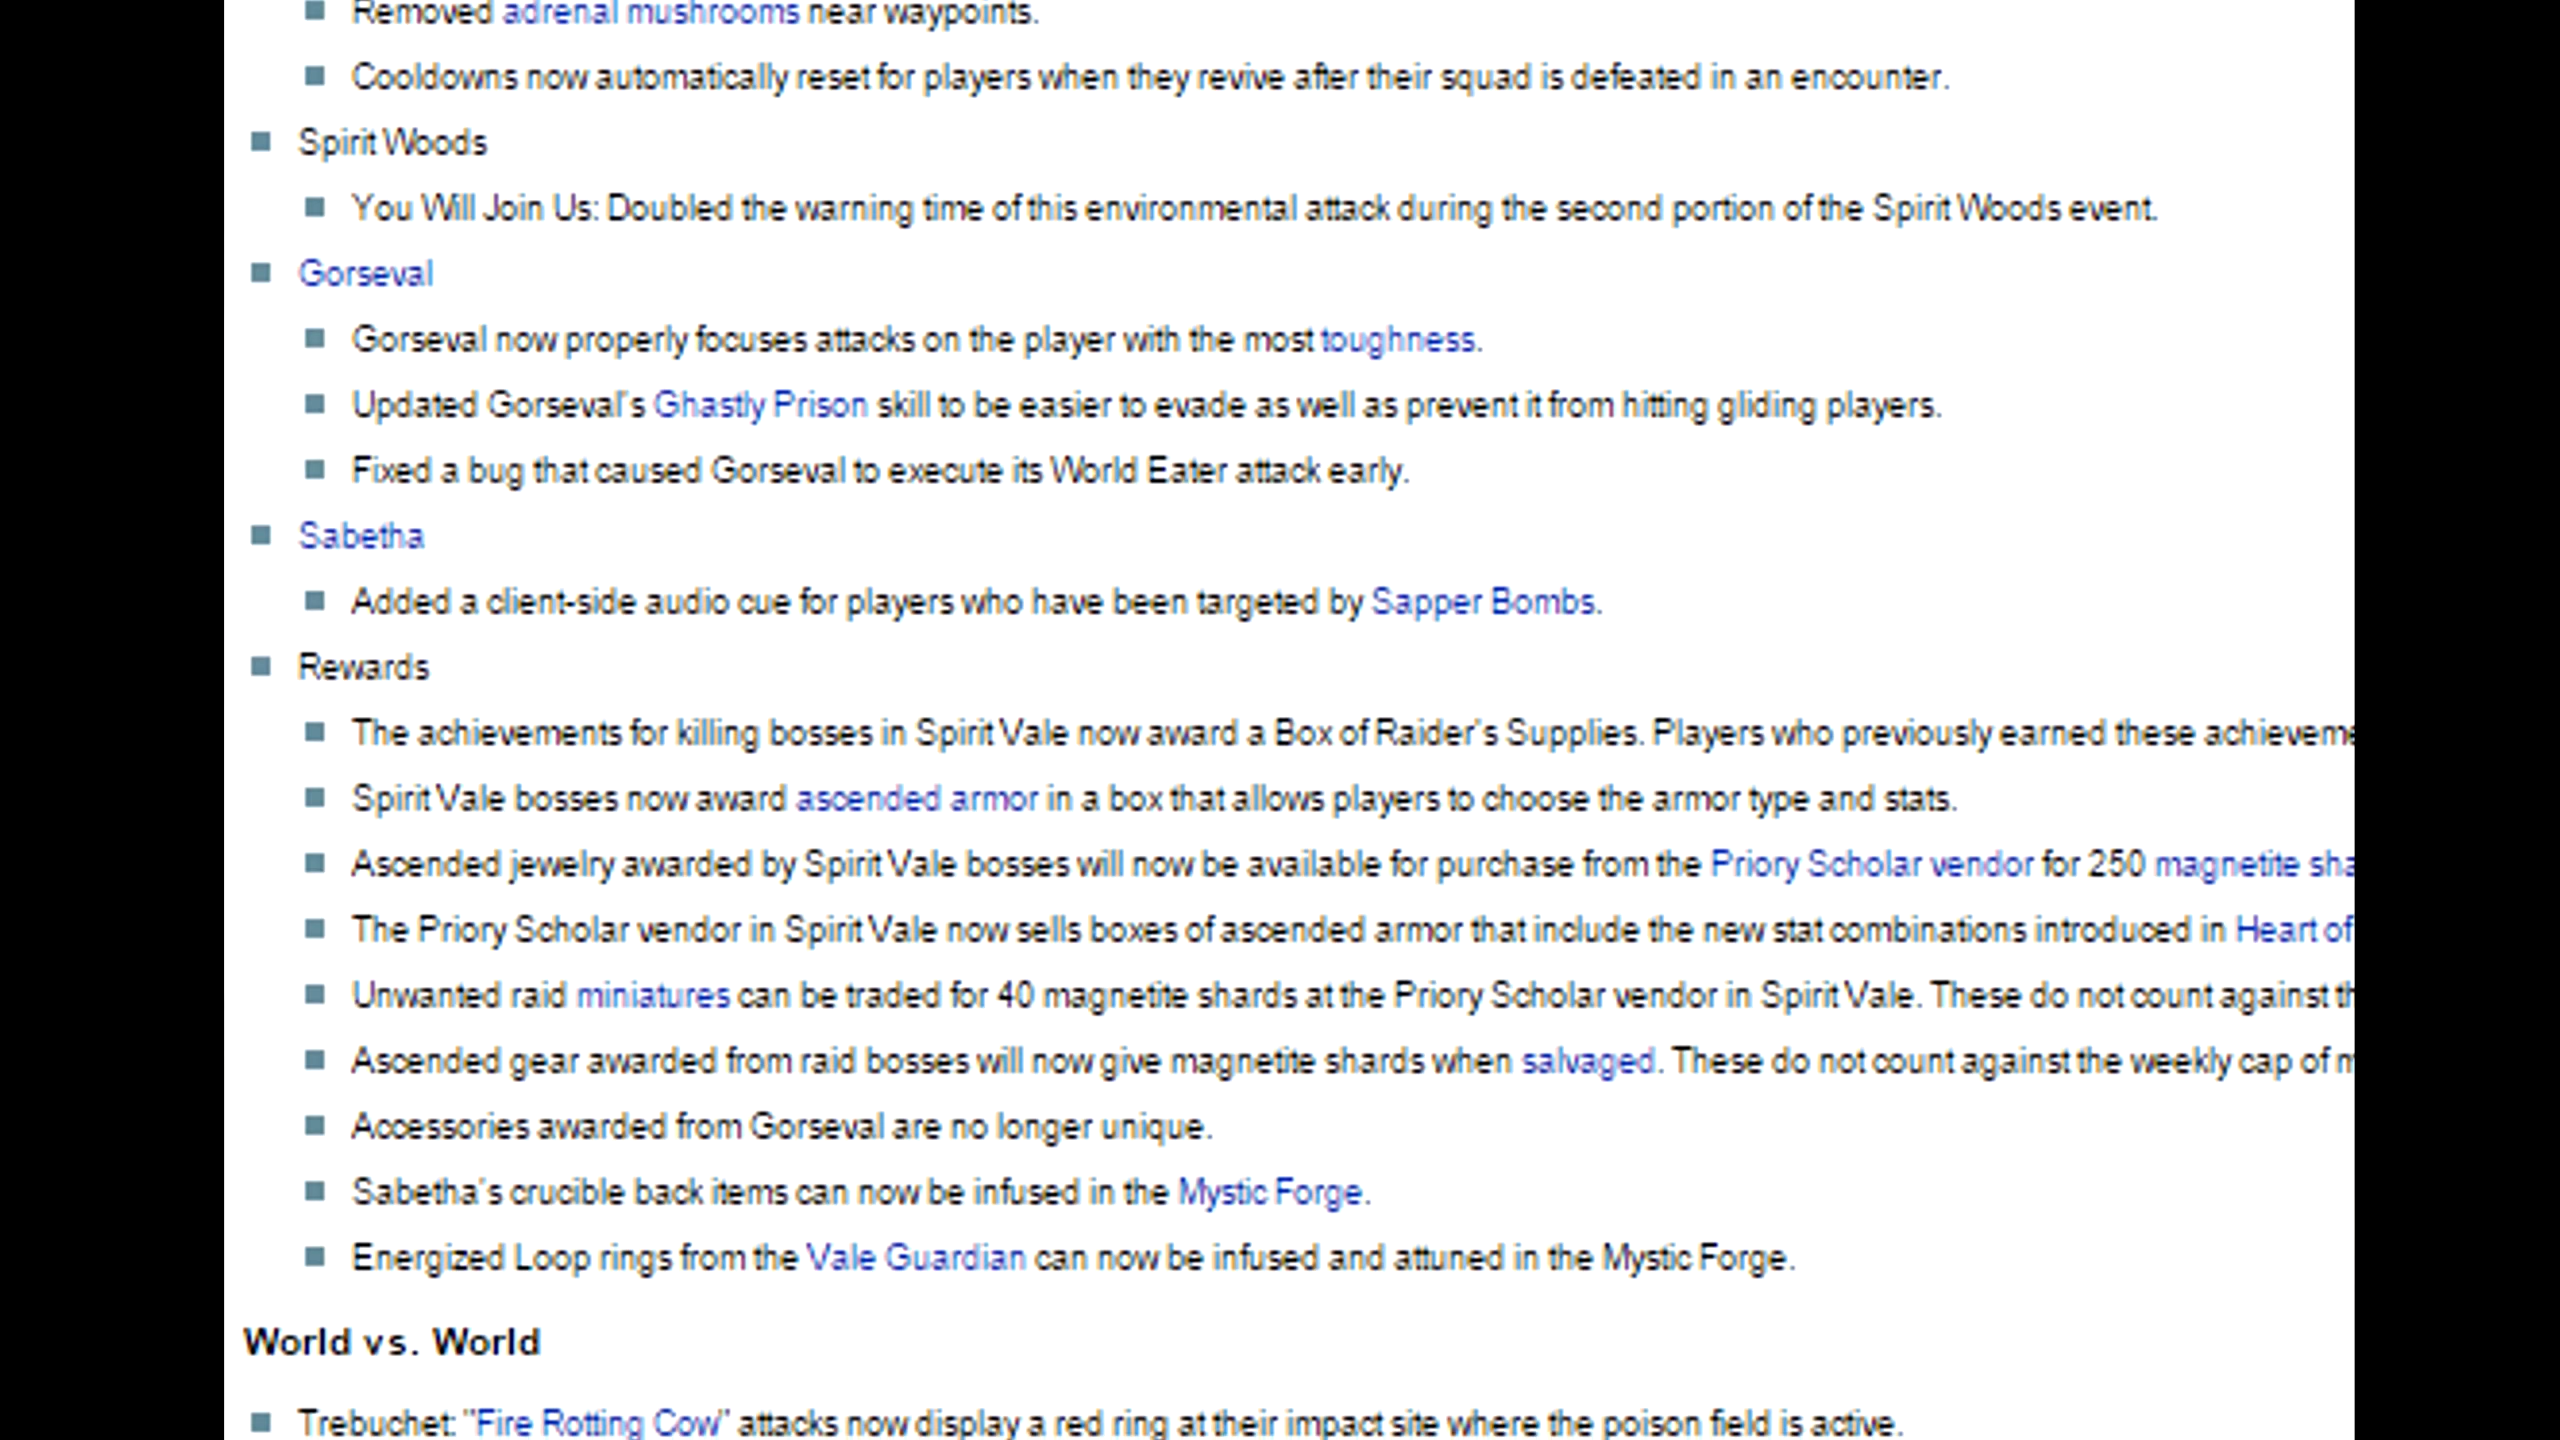 Removed adrenal mushrooms near waypoints.
Cooldowns now automatically reset for players when they revive after their squad is defeated in an encounter.
Spirit Woods
You Will Join Us: Doubled the warning time of this environmental attack during the second portion of the Spirit Woods event.
Gorseval
Gorseval now properly focuses attacks on the player with the most toughness.
Updated Gorseval's Ghastly Prison skill to be easier to evade as well as prevent it from hitting gliding players.
Fixed a bug that caused Gorseval to execute its World Eater attack early.
Sabetha
Added a client-side audio cue for players who have been targeted by Sapper Bombs.
Rewards
The achievements for killing bosses in Spirit Vale now award a Box of Raider's Supplies. Players who previously earned these achieveme
Spirit Vale bosses now award ascended armor in a box that allows players to choose the armor type and stats.
Ascended jewelry awarded by Spirit Vale bosses will now be available for purchase from the Priory Scholar vendor for 250 magnetite sha
The Priory Scholar vendor in Spirit Vale now sells boxes of ascended armor that include the new stat combinations introduced in Heart of
Unwanted raid miniatures can be traded for 40 magnetite shards at the Priory Scholar vendor in Spirit Vale. These do not count against th
Ascended gear awarded from raid bosses will now give magnetite shards when salvaged. These do not count against the weekly cap of m
Accessories awarded from Gorseval are no longer unique.
Sabetha's crucible back items can now be infused in the Mystic Forge.
Energized Loop rings from the Vale Guardian can now be infused and attuned in the Mystic Forge.
World vs. World
Trebuchet: "Fire Rotting Cow" attacks now display a red ring at their impact site where the poison field is active.